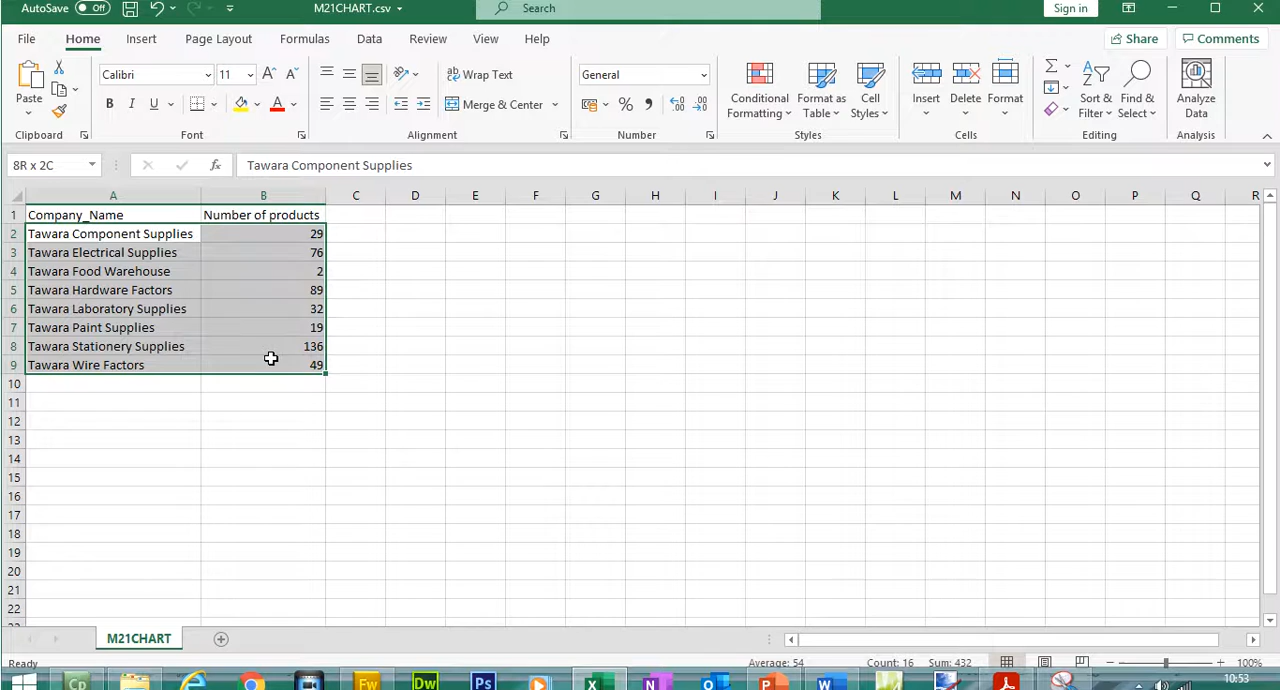 AutoSave Off M21CHART.csv Search Sign in
File Home Insert Page Layout Formulas Data Review View Help Share Comments
Paste Calibri 11 A A Wrap Text General Conditional Formatting Format as Table Cell Styles Insert Delete Format Sort & Filter Find & Select Analyze Data
B I U A Merge & Center %
Clipboard Font Alignment Number Styles Cells Editing Analysis
8R x 2C fx Tawara Component Supplies
A B C D E F G H I J K L M N O P Q R
1 Company_Name Number of products
2 Tawara Component Supplies 29
3 Tawara Electrical Supplies 76
4 Tawara Food Warehouse 2
5 Tawara Hardware Factors 89
6 Tawara Laboratory Supplies 32
7 Tawara Paint Supplies 19
8 Tawara Stationery Supplies 136
9 Tawara Wire Factors 49
10
11
12
13
14
15
16
17
18
19
20
21
22
M21CHART
Ready Average: 54 Count: 16 Sum: 432 100%
Cp Fw Dw Ps X N O P W 10:53